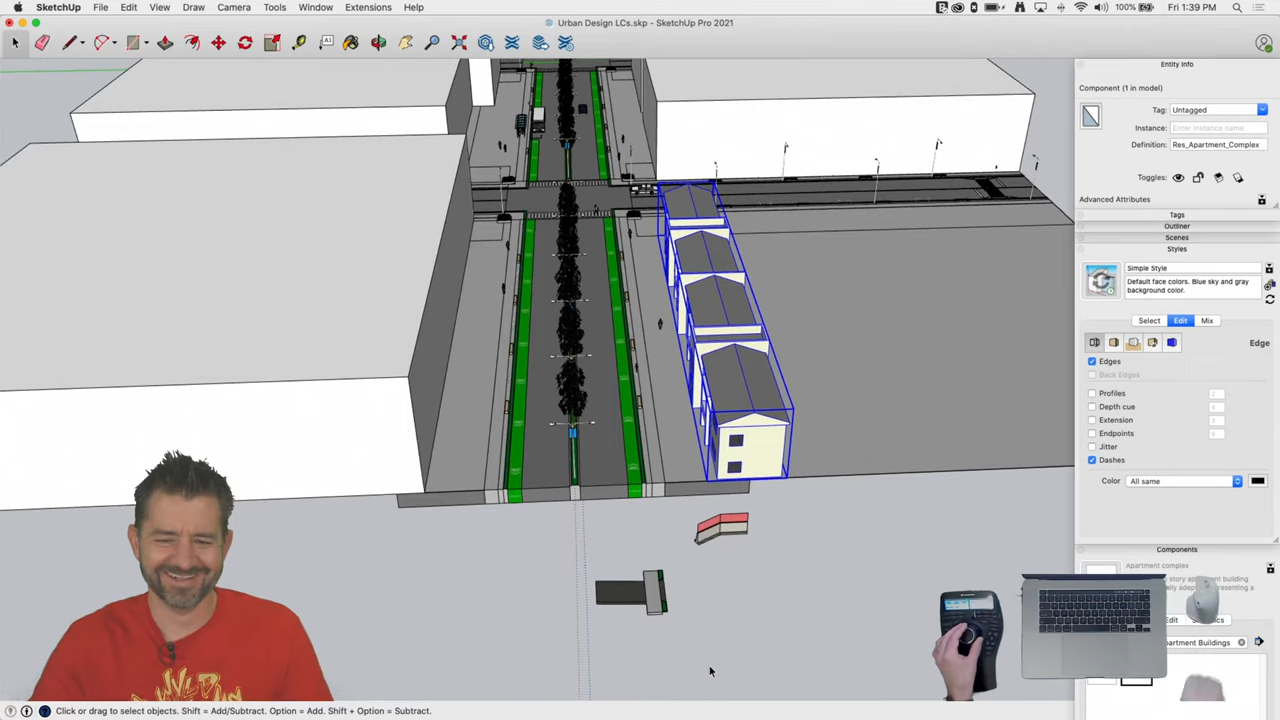 SketchUp File Edit View Draw Camera Tools Window Extensions Help
100% Fri 1:39 PM
Urban Design LCs.skp - SketchUp Pro 2021
Entity Info
Component (1 in model)
Tag: Untagged
Instance: Enter instance name
Definition: Res_Apartment_Complex
Toggles:
Advanced Attributes
Tags
Outliner
Scenes
Styles
Simple Style
Default face colors. Blue sky and gray
background color.
Select Edit Mix
Edge
Edges
Back Edges
Profiles 2
Depth cue
Extension
Endpoints
Jitter
Dashes
Color All same
Components
Apartment complex
story apartment building
partment Buildings
Click or drag to select objects. Shift = Add/Subtract. Option = Add. Shift + Option = Subtract.